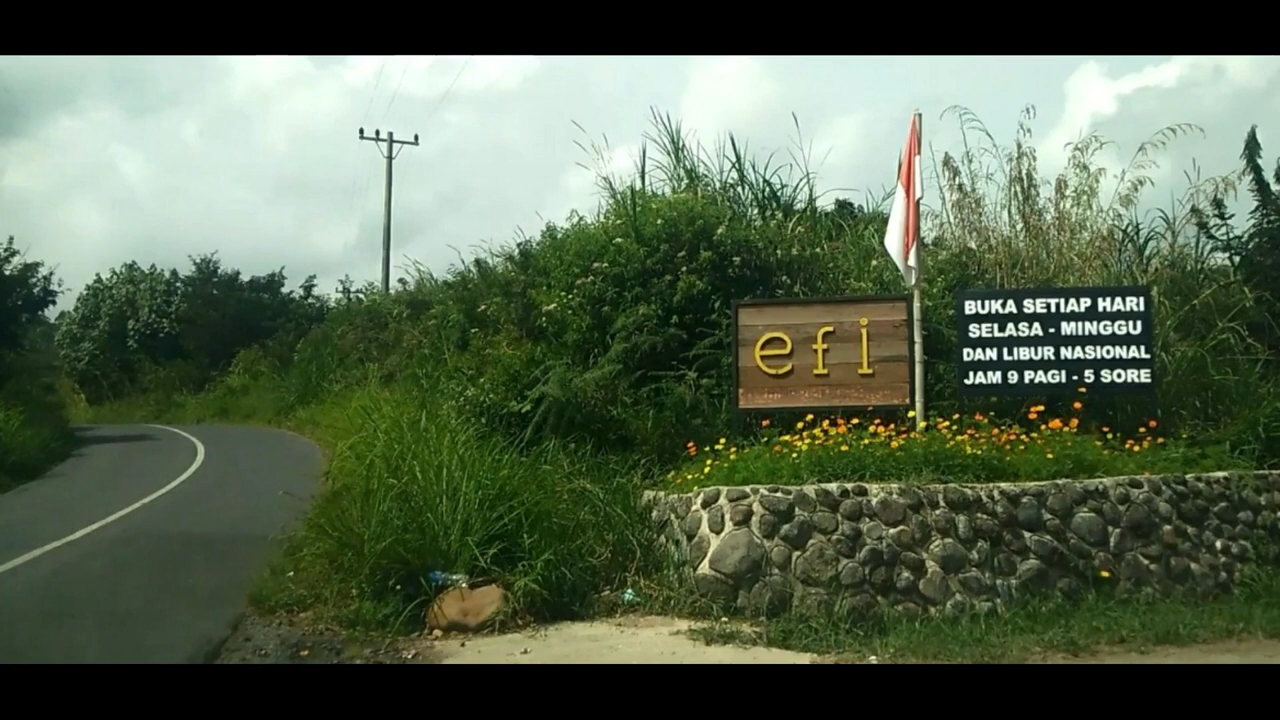 efi
BUKA SETIAP HARI
SELASA - MINGGU
DAN LIBUR NASIONAL
JAM 9 PAGI - 5 SORE